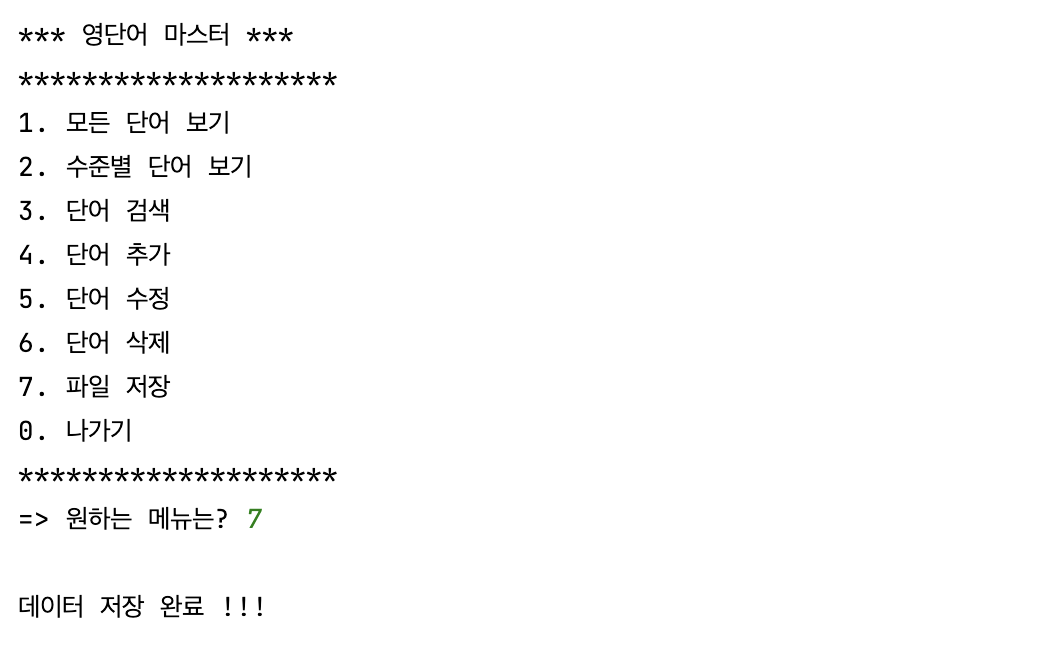 *** 영단어 마스터 ***
********************
1. 모든 단어 보기
2. 수준별 단어 보기
3. 단어 검색
4. 단어 추가
5. 단어 수정
6. 단어 삭제
7. 파일 저장
0. 나가기
********************
=> 원하는 메뉴는? 7
데이터 저장 완료 !!!